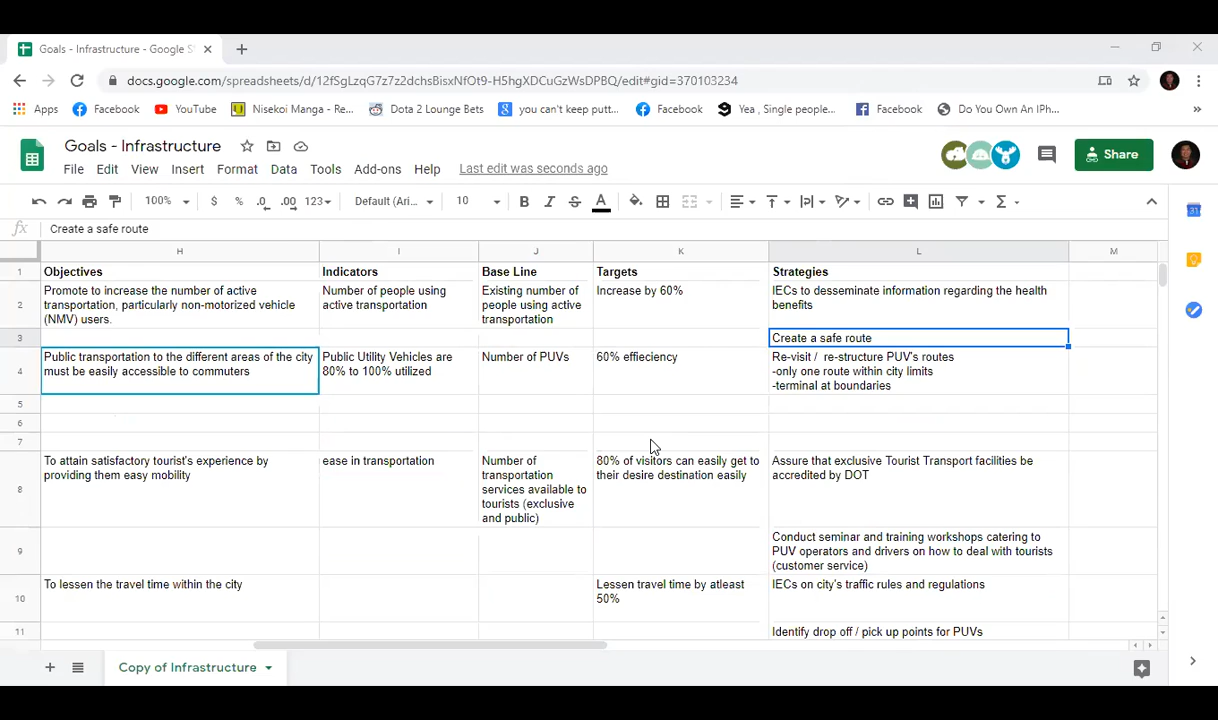 Goals - Infrastructure - Google S
docs.google.com/spreadsheets/d/12fSgLzqG7z7z2dchsBisxNfOt9-H5hgXDCuGzWsDPBQ/edit#gid=370103234
Apps Facebook YouTube Nisekoi Manga - Re... Dota 2 Lounge Bets you can't keep putt... Facebook Yea , Single people... Facebook Do You Own An IPh...
Goals - Infrastructure
Share
File Edit View Insert Format Data Tools Add-ons Help Last edit was seconds ago
100% $ % .0 .00 123 Default (Ari... 10 B I S A
fx Create a safe route
H I J K L M
1 Objectives Indicators Base Line Targets Strategies
2 Promote to increase the number of active Number of people using Existing number of Increase by 60% IECs to desseminate information regarding the health
transportation, particularly non-motorized vehicle active transportation people using active benefits
(NMV) users. transportation
3 Create a safe route
4 Public transportation to the different areas of the city Public Utility Vehicles are Number of PUVs 60% effieciency Re-visit / re-structure PUV's routes
must be easily accessible to commuters 80% to 100% utilized -only one route within city limits
-terminal at boundaries
5
6
7
8 To attain satisfactory tourist's experience by ease in transportation Number of 80% of visitors can easily get to Assure that exclusive Tourist Transport facilities be
providing them easy mobility transportation their desire destination easily accredited by DOT
services available to
tourists (exclusive
and public)
9 Conduct seminar and training workshops catering to
PUV operators and drivers on how to deal with tourists
(customer service)
10 To lessen the travel time within the city Lessen travel time by atleast IECs on city's traffic rules and regulations
50%
11 Identify drop off / pick up points for PUVs
Copy of Infrastructure